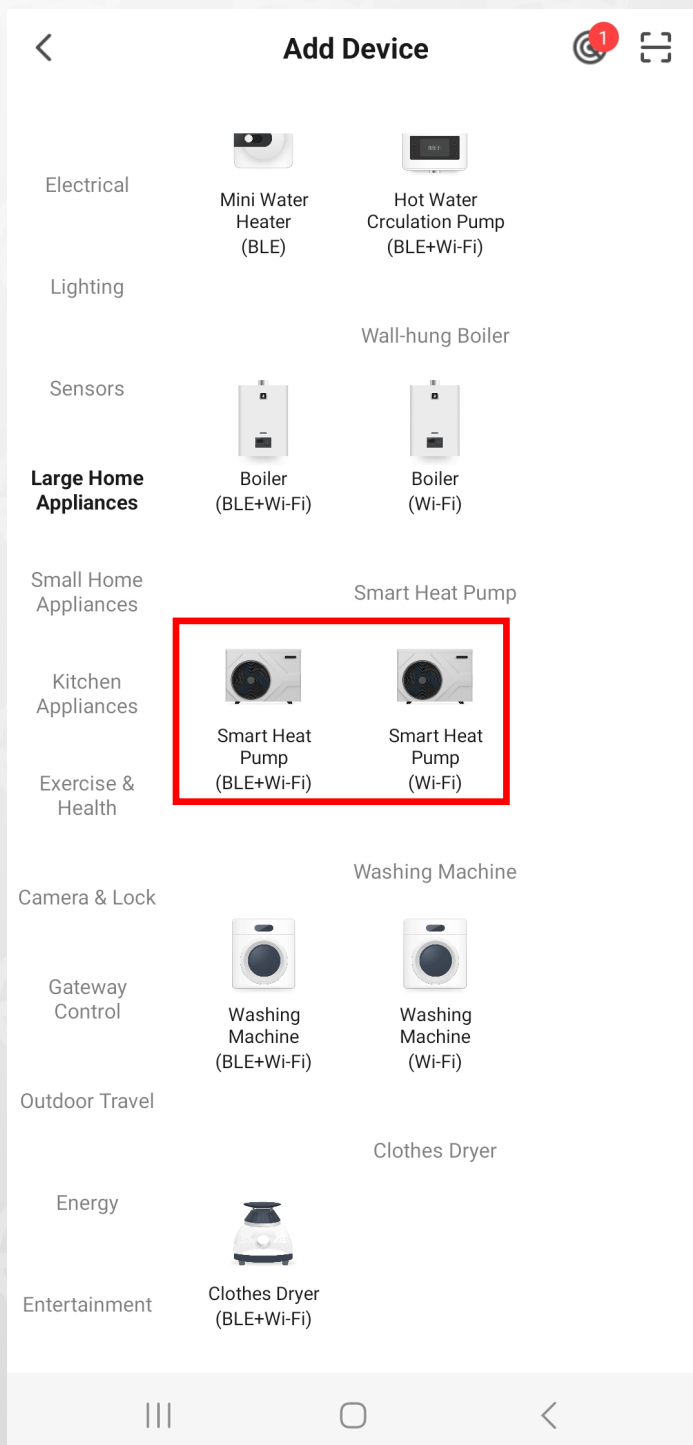 Add Device
1
Electrical
Lighting
Sensors
Large Home
Appliances
Small Home
Appliances
Kitchen
Appliances
Exercise &
Health
Camera & Lock
Gateway
Control
Outdoor Travel
Energy
Entertainment
Mini Water
Heater
(BLE)
Hot Water
Crculation Pump
(BLE+Wi-Fi)
Wall-hung Boiler
Boiler
(BLE+Wi-Fi)
Boiler
(Wi-Fi)
Smart Heat Pump
Smart Heat
Pump
(BLE+Wi-Fi)
Smart Heat
Pump
(Wi-Fi)
Washing Machine
Washing
Machine
(BLE+Wi-Fi)
Washing
Machine
(Wi-Fi)
Clothes Dryer
Clothes Dryer
(BLE+Wi-Fi)